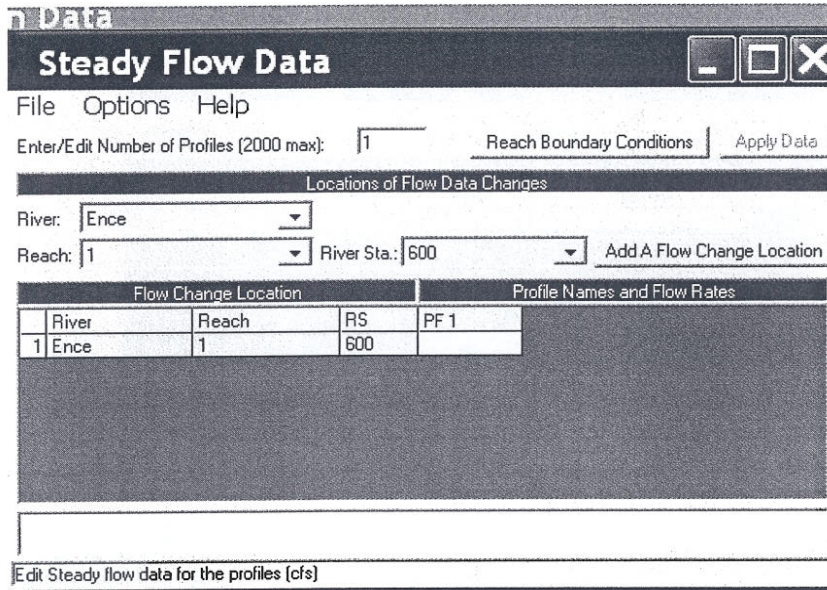 n Data
Steady Flow Data
File Options Help
Enter/Edit Number of Profiles (2000 max): 1 Reach Boundary Conditions Apply Data
Locations of Flow Data Changes
River: Ence
Reach: 1 River Sta.: 600 Add A Flow Change Location
Flow Change Location Profile Names and Flow Rates
River Reach RS PF 1
1 Ence 1 600
Edit Steady flow data for the profiles (cfs)